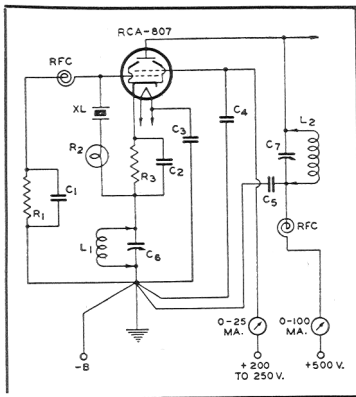 RCA-807
RFC
XL
R2
C3
C4
L2
C7
R3
C2
C1
R1
C5
L1
C6
RFC
0-25
MA.
0-100
MA.
-B
+200
TO 250 V.
+500 V.